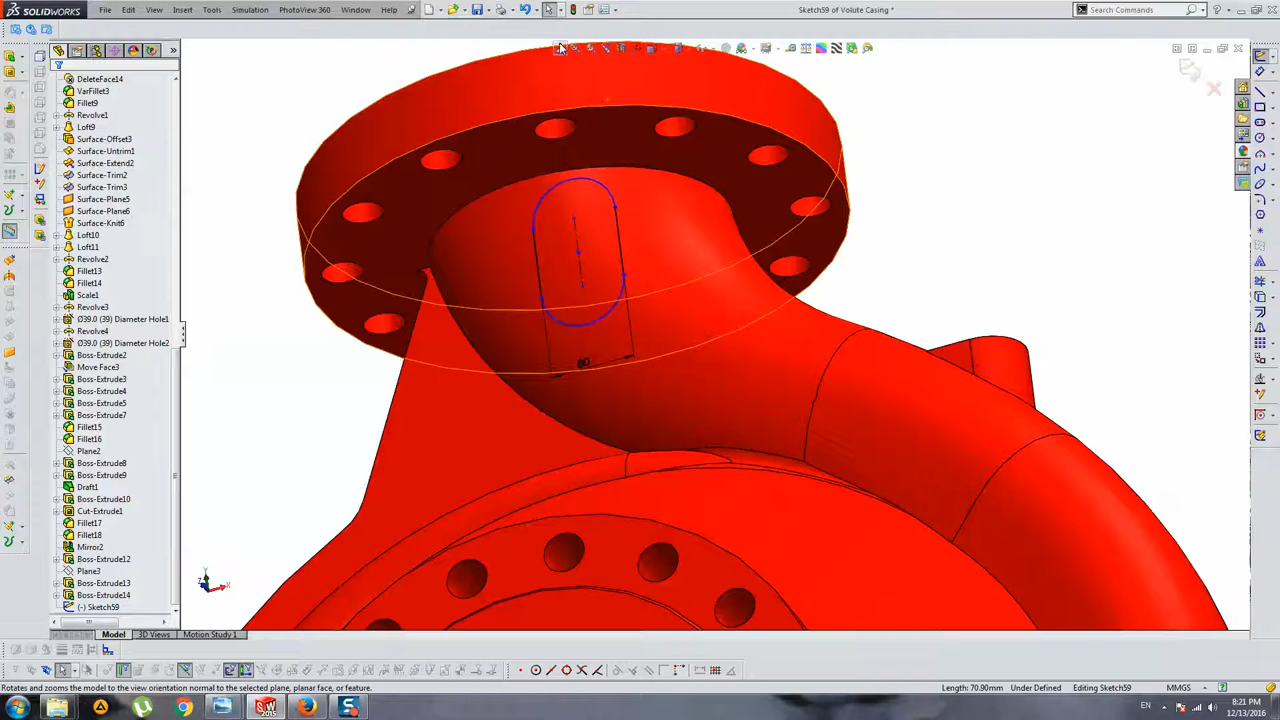 SOLIDWORKS
File Edit View Insert Tools Simulation PhotoView 360 Window Help
Sketch59 of Volute Casing *
Search Commands
DeleteFace14
VarFillet3
Fillet9
Revolve1
Loft9
Surface-Offset3
Surface-Untrim1
Surface-Extend2
Surface-Trim2
Surface-Trim3
Surface-Plane5
Surface-Plane6
Surface-Knit6
Loft10
Loft11
Revolve2
Fillet13
Fillet14
Scale1
Revolve3
Ø39.0 (39) Diameter Hole1
Revolve4
Ø39.0 (39) Diameter Hole2
Boss-Extrude2
Move Face3
Boss-Extrude3
Boss-Extrude4
Boss-Extrude5
Boss-Extrude7
Fillet15
Fillet16
Plane2
Boss-Extrude8
Boss-Extrude9
Draft1
Boss-Extrude10
Cut-Extrude1
Fillet17
Fillet18
Mirror2
Boss-Extrude12
Plane3
Boss-Extrude13
Boss-Extrude14
(-) Sketch59
Y
X
Z
Model 3D Views Motion Study 1
Rotates and zooms the model to the view orientation normal to the selected plane, planar face, or feature.
Length: 70.90mm Under Defined Editing Sketch59 MMGS
EN
8:21 PM
12/13/2016